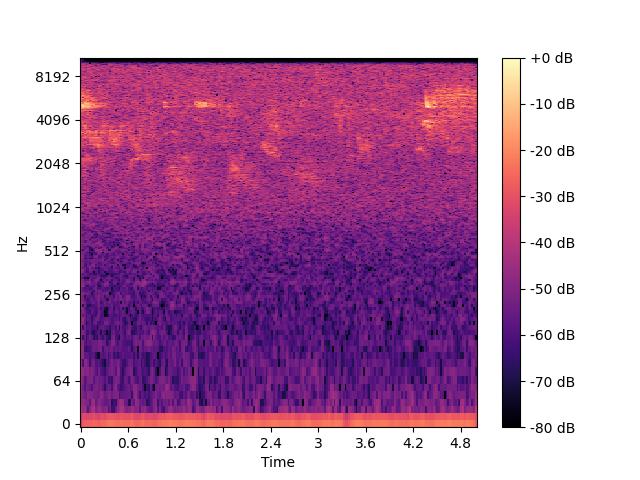 8192
4096
2048
1024
512
256
128
64
0
Hz
0 0.6 1.2 1.8 2.4 3 3.6 4.2 4.8
Time
+0 dB
-10 dB
-20 dB
-30 dB
-40 dB
-50 dB
-60 dB
-70 dB
-80 dB